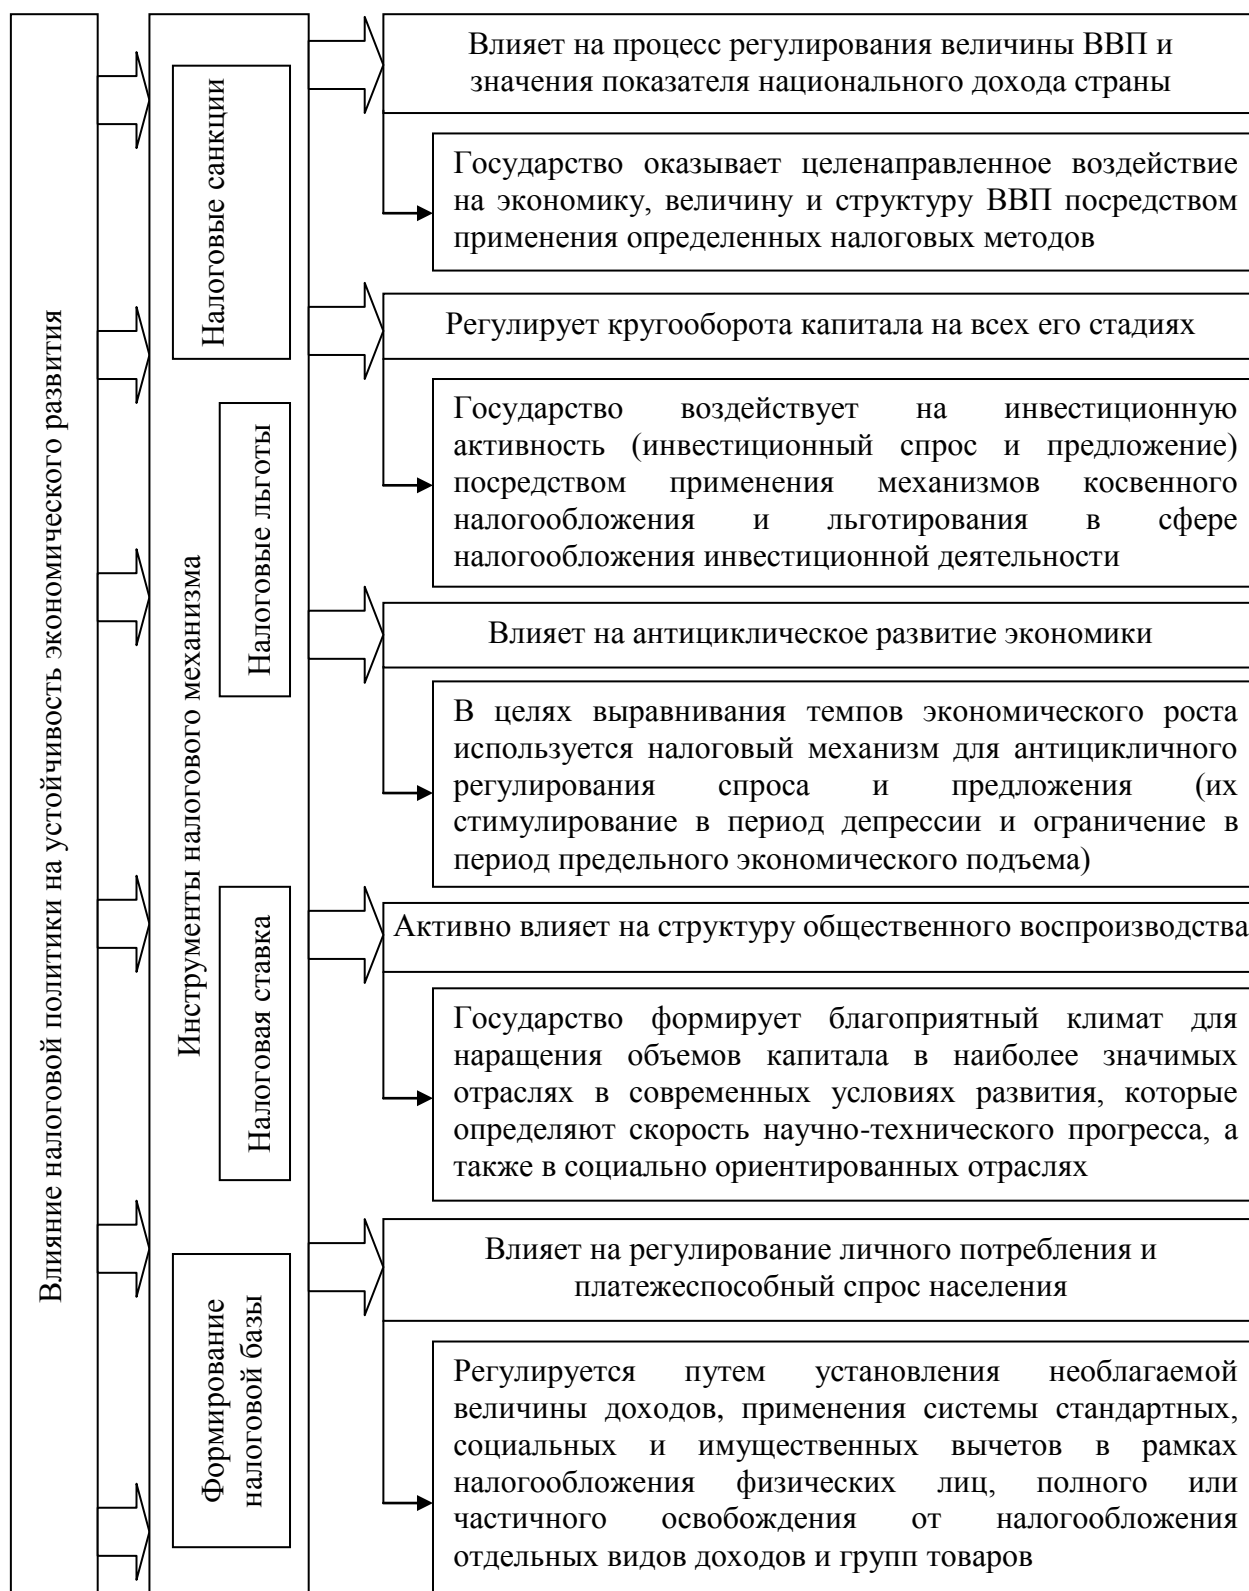 Влияние налоговой политики на устойчивость экономического развития
Инструменты налогового механизма
Налоговые санкции
Налоговые льготы
Налоговая ставка
Формирование
налоговой базы
Влияет на процесс регулирования величины ВВП и
значения показателя национального дохода страны
Государство оказывает целенаправленное воздействие
на экономику, величину и структуру ВВП посредством
применения определенных налоговых методов
Регулирует кругооборота капитала на всех его стадиях
Государство воздействует на инвестиционную
активность (инвестиционный спрос и предложение)
посредством применения механизмов косвенного
налогообложения и льготирования в сфере
налогообложения инвестиционной деятельности
Влияет на антициклическое развитие экономики
В целях выравнивания темпов экономического роста
используется налоговый механизм для антицикличного
регулирования спроса и предложения (их
стимулирование в период депрессии и ограничение в
период предельного экономического подъема)
Активно влияет на структуру общественного воспроизводства
Государство формирует благоприятный климат для
наращения объемов капитала в наиболее значимых
отраслях в современных условиях развития, которые
определяют скорость научно-технического прогресса, а
также в социально ориентированных отраслях
Влияет на регулирование личного потребления и
платежеспособный спрос населения
Регулируется путем установления необлагаемой
величины доходов, применения системы стандартных,
социальных и имущественных вычетов в рамках
налогообложения физических лиц, полного или
частичного освобождения от налогообложения
отдельных видов доходов и групп товаров